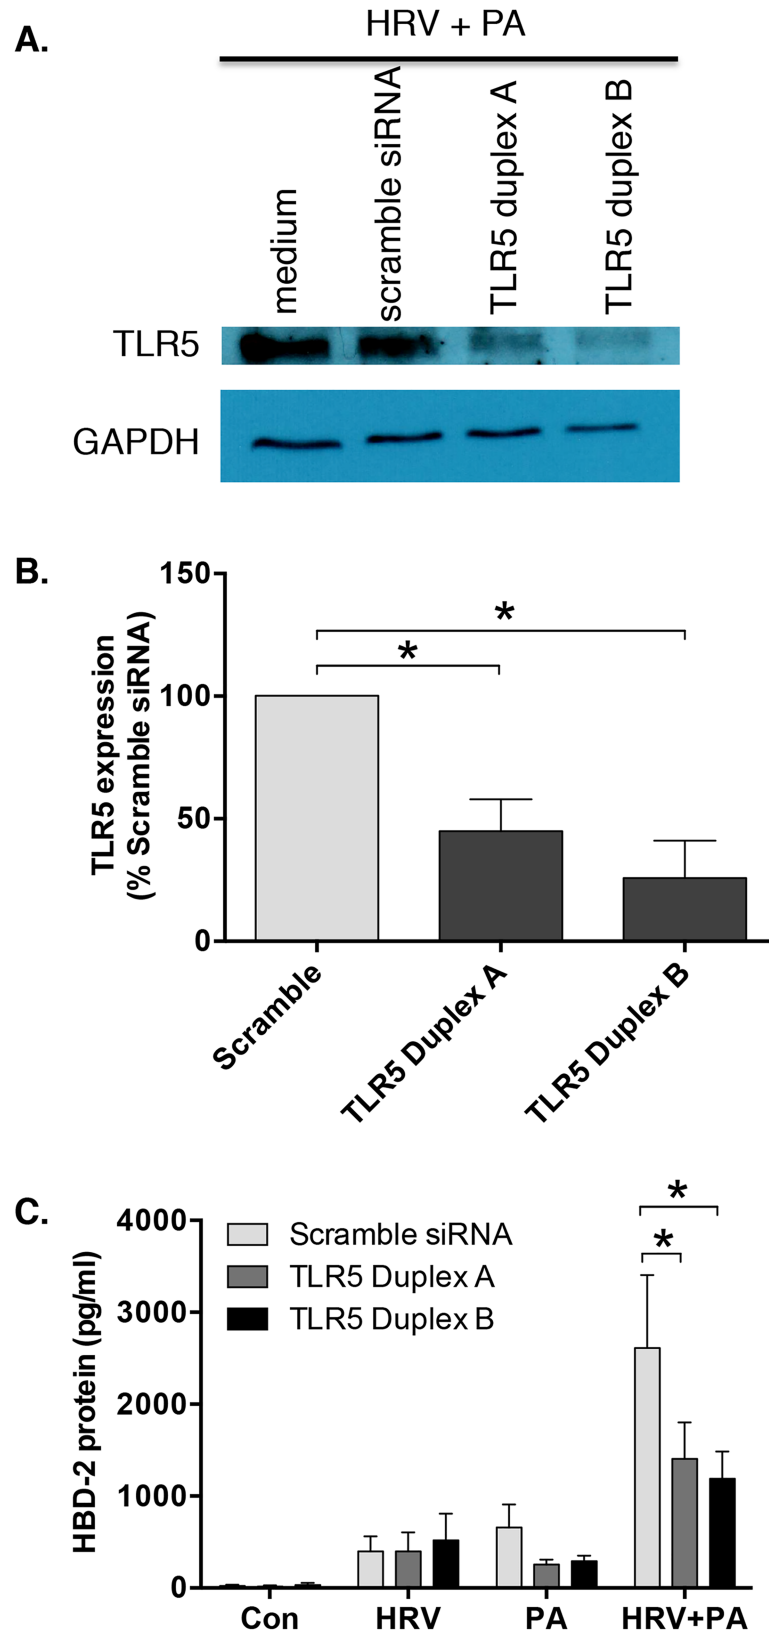 A.
HRV + PA
medium
scramble siRNA
TLR5 duplex A
TLR5 duplex B
TLR5
GAPDH
B.
TLR5 expression
(% Scramble siRNA)
150
100
50
0
*
*
Scramble
TLR5 Duplex A
TLR5 Duplex B
C.
HBD-2 protein (pg/ml)
4000
3000
2000
1000
0
Scramble siRNA
TLR5 Duplex A
TLR5 Duplex B
*
*
Con
HRV
PA
HRV+PA